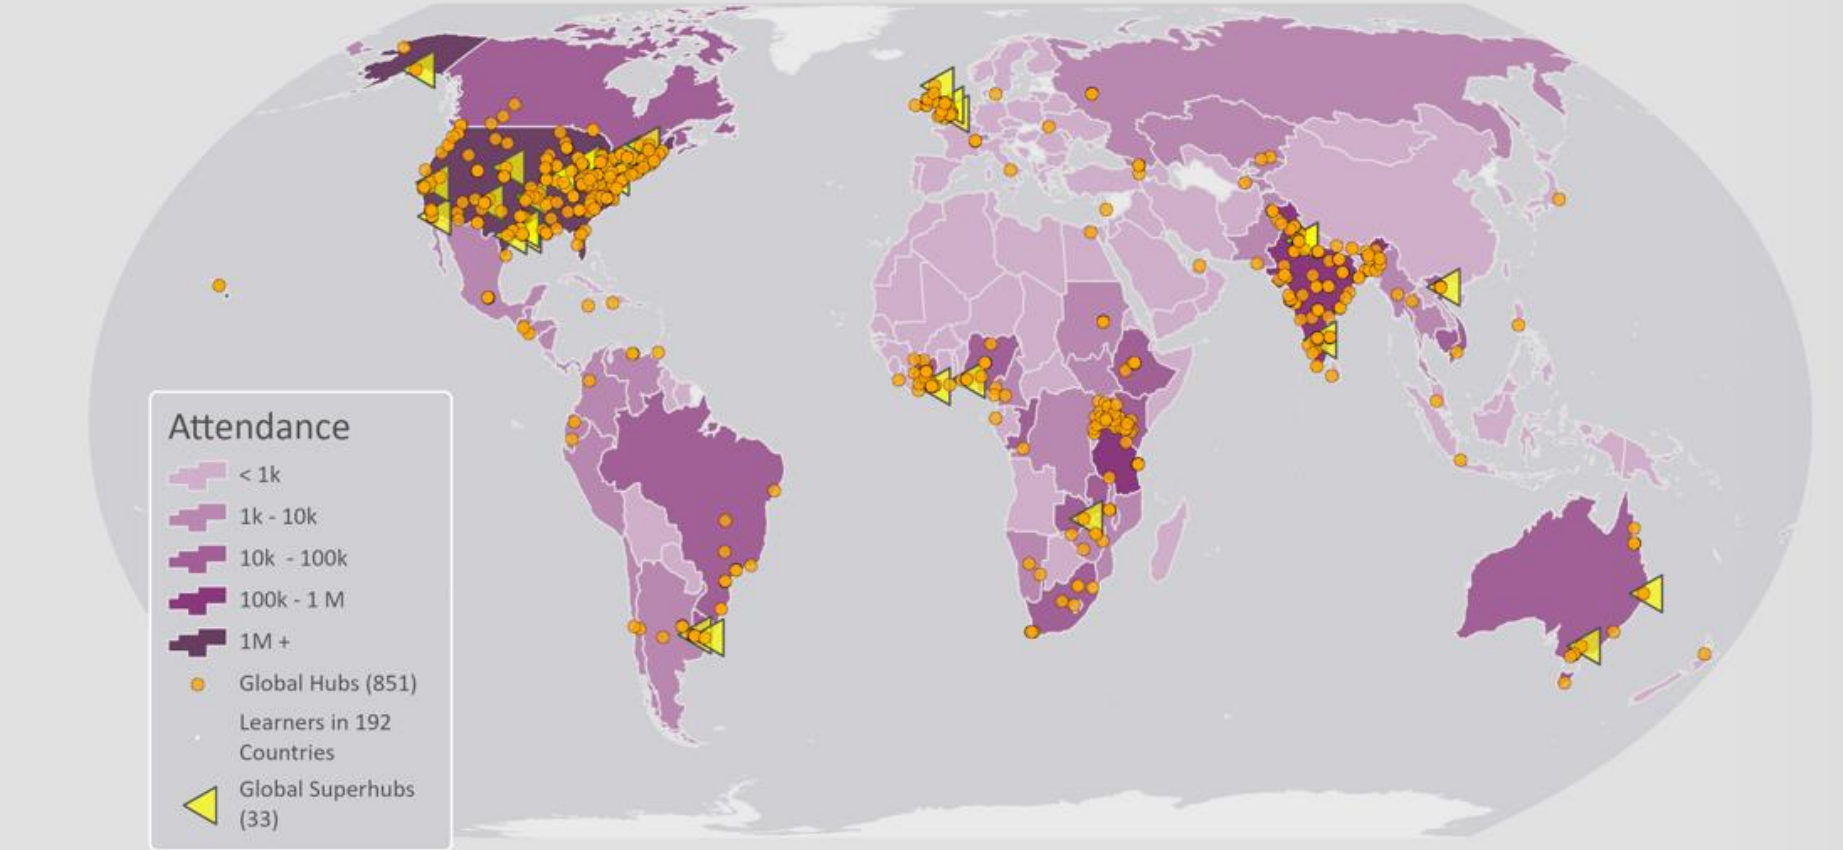 Attendance
< 1k
1k - 10k
10k - 100k
100k - 1 M
1M +
Global Hubs (851)
Learners in 192
Countries
Global Superhubs
(33)